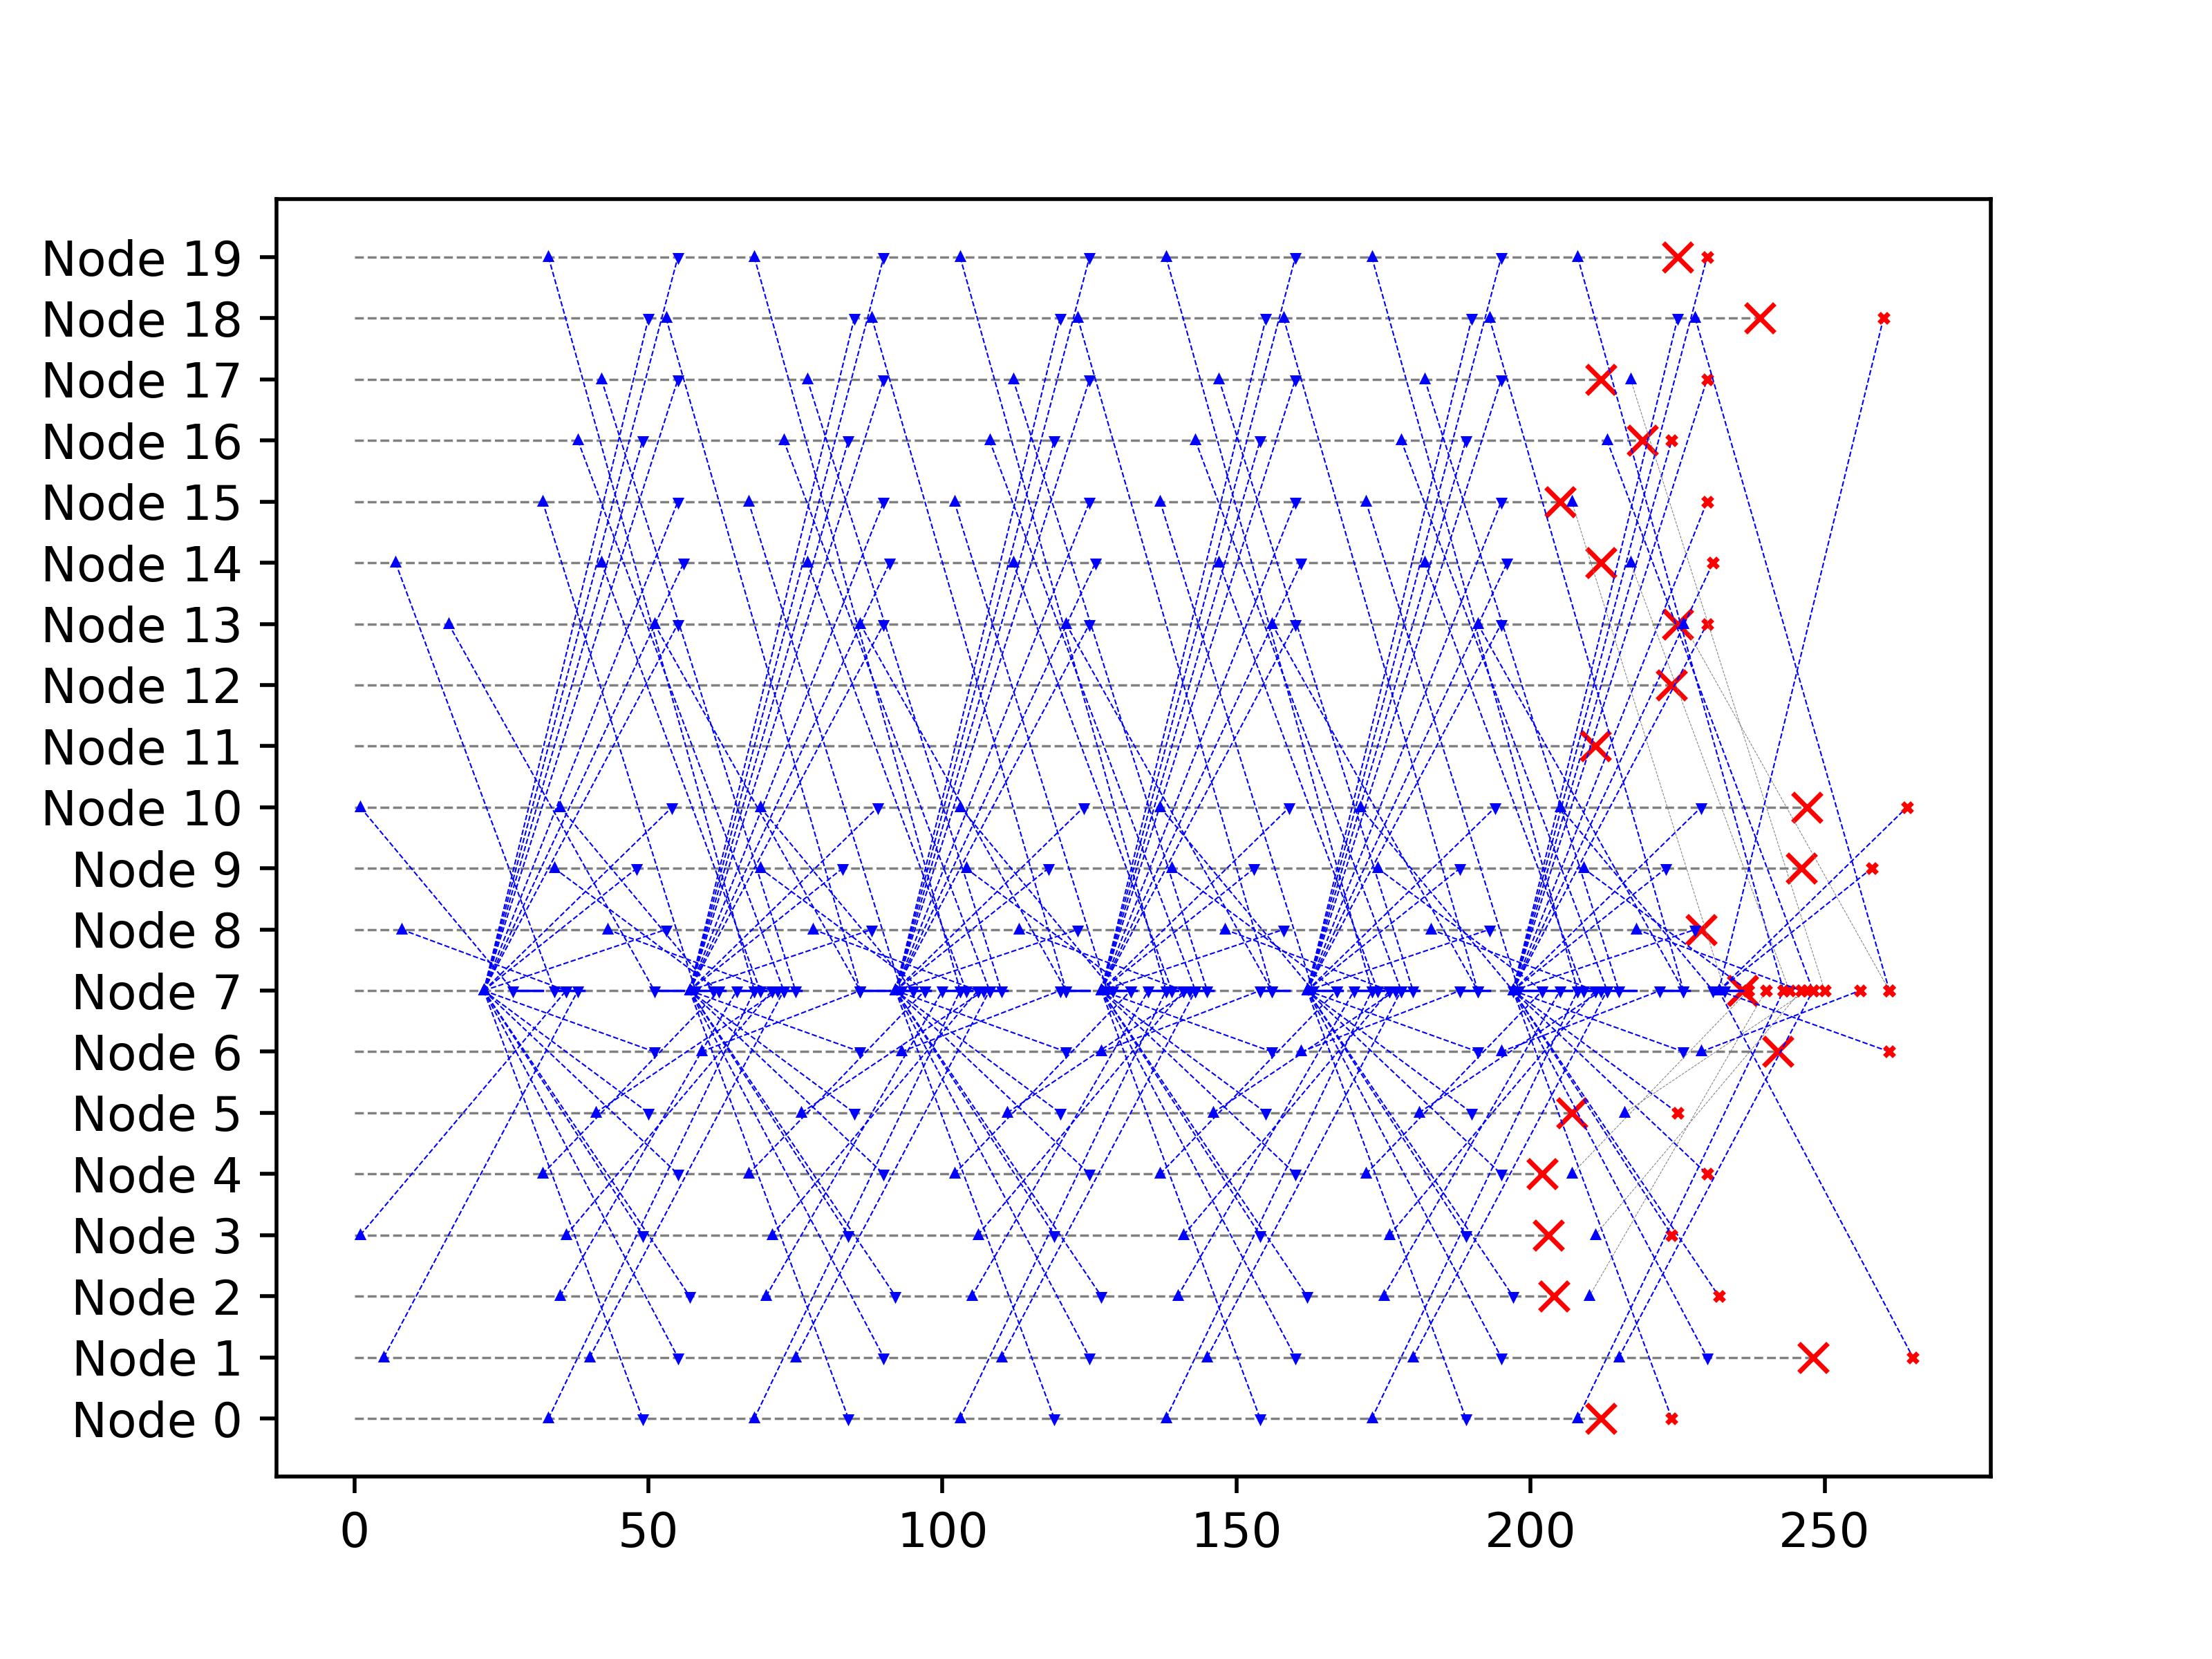 Node 19
Node 18
Node 17
Node 16
Node 15
Node 14
Node 13
Node 12
Node 11
Node 10
Node 9
Node 8
Node 7
Node 6
Node 5
Node 4
Node 3
Node 2
Node 1
Node 0
0 50 100 150 200 250